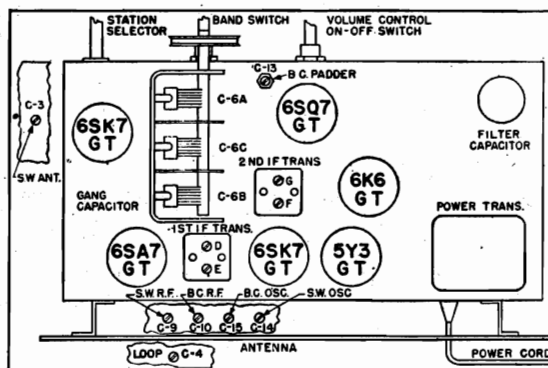 STATION
SELECTOR
BAND SWITCH
VOLUME CONTROL
ON-OFF SWITCH
C-3
S.W ANT.
6SK7
GT
GANG
CAPACITOR
C-6A
C-6C
C-6B
C-13
B.C. PADDER
6SQ7
GT
FILTER
CAPACITOR
2ND IF TRANS
G
F
6K6
GT
POWER TRANS.
1ST IF TRANS.
D
E
6SA7
GT
6SK7
GT
5Y3
GT
S.W.R.F.
B.C.R.F.
B.C. OSC.
S.W. OSC
C-9
C-10
C-15
C-14
LOOP
C-4
ANTENNA
POWER CORD